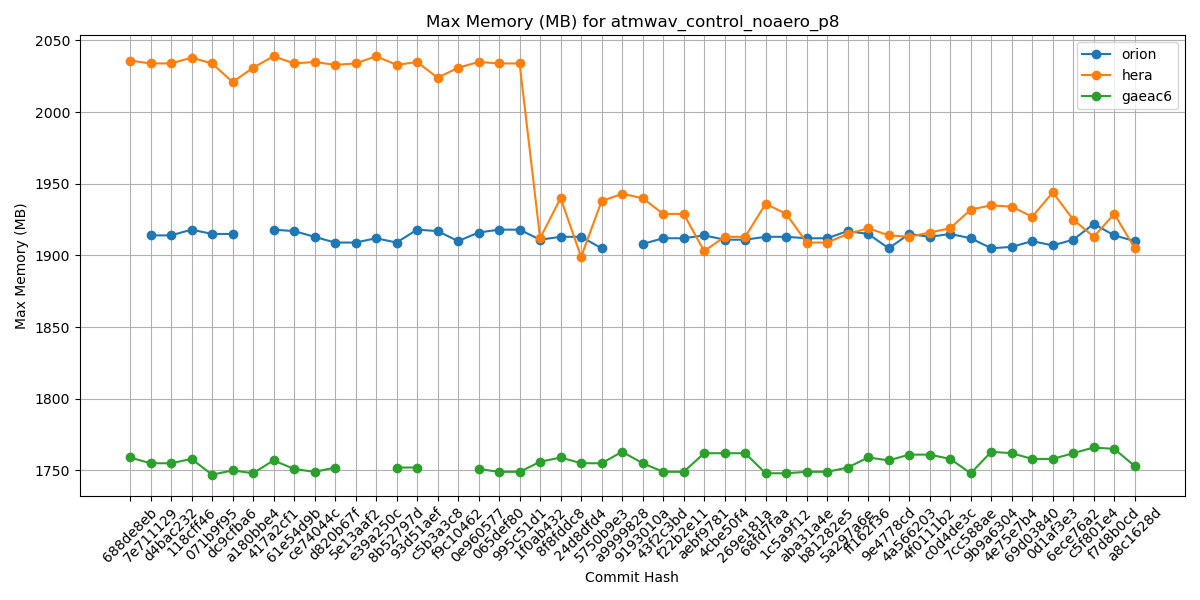 Max Memory (MB) for atmwav_control_noaero_p8
orion
hera
gaeac6
Max Memory (MB)
2050
2000
1950
1900
1850
1800
1750
688de8eb
7e711129
d4bac232
118cff46
071b9f95
dc9cfba6
a180bbe4
417a2cf1
61e54d9b
ce74044c
d820b67f
5e13aaf2
e39a250c
8b52797d
93d51aef
c5b3a3c8
f9c10462
0e960577
065def80
995c51d1
1f0ab432
8f8fddc8
24d8dfd4
5750b9e3
a9999828
9193010a
43f2c3bd
f22b2e11
aebf9781
4cbe50f4
269e181a
68fd7faa
1c5a9f12
aba31a4e
b81282e5
5a297a6e
ff162f36
9e4778cd
4a566203
4f0111b2
c0d4de3c
7cc588ae
9b9a6304
4e75e7b4
69d03840
0d1af3e3
6ece76a2
c5f801e4
f7d8b0cd
a8c1628d
Commit Hash